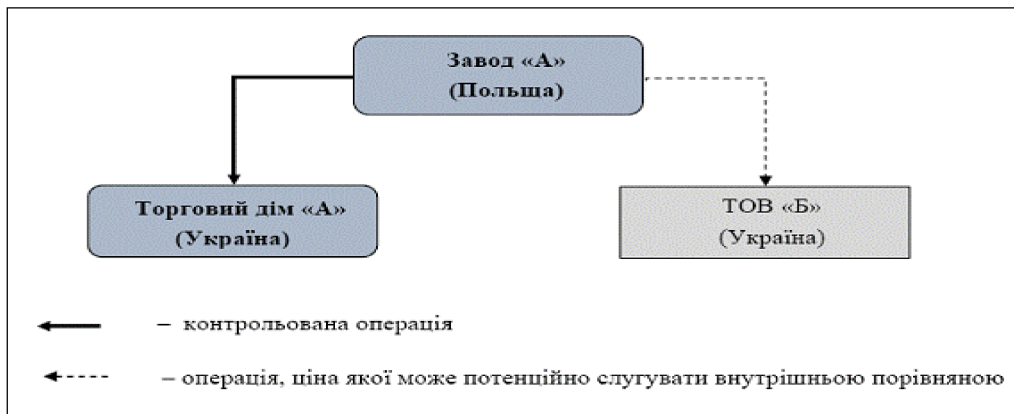 Завод «А»
(Польща)
Торговий дім «А»
(Україна)
ТОВ «Б»
(Україна)
– контрольована операція
– операція, ціна якої може потенційно слугувати внутрішньою порівняною